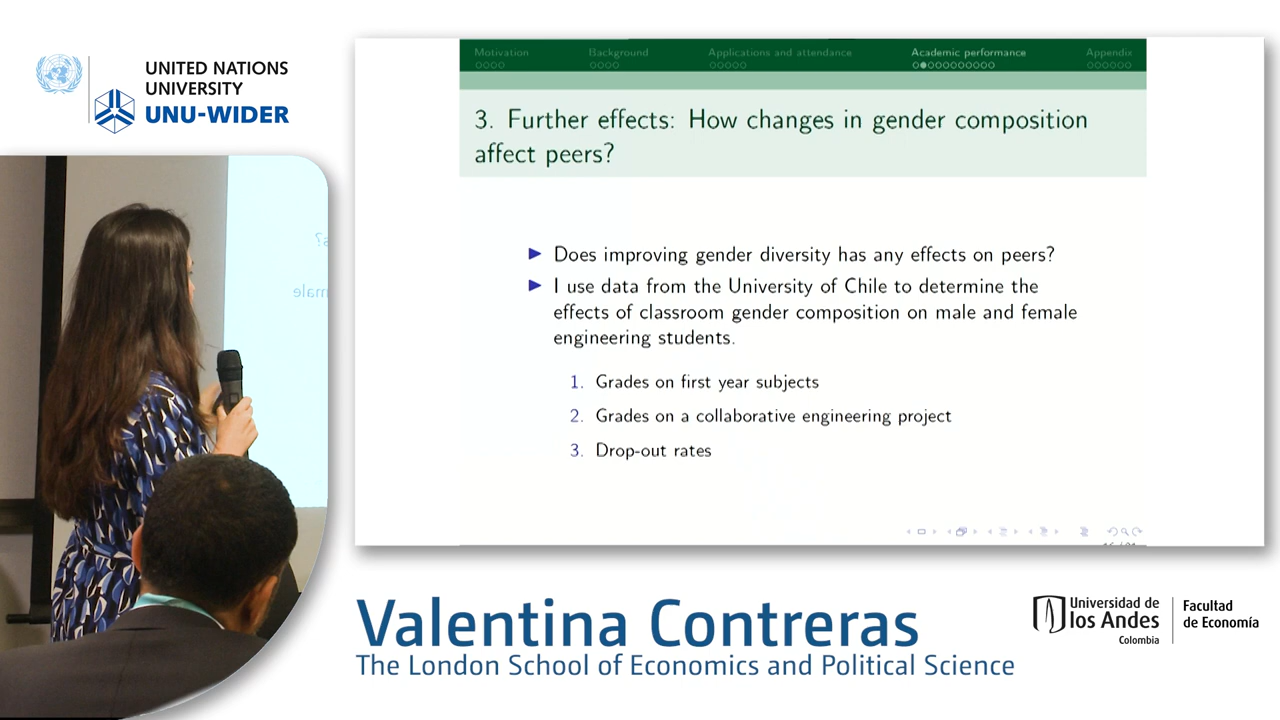 UNITED NATIONS
UNIVERSITY
UNU-WIDER
Motivation
Background
Applications and attendance
Academic performance
Appendix
3. Further effects: How changes in gender composition
affect peers?
Does improving gender diversity has any effects on peers?
I use data from the University of Chile to determine the
effects of classroom gender composition on male and female
engineering students.
1. Grades on first year subjects
2. Grades on a collaborative engineering project
3. Drop-out rates
Valentina Contreras
The London School of Economics and Political Science
Universidad de
los Andes
Colombia
Facultad
de Economía